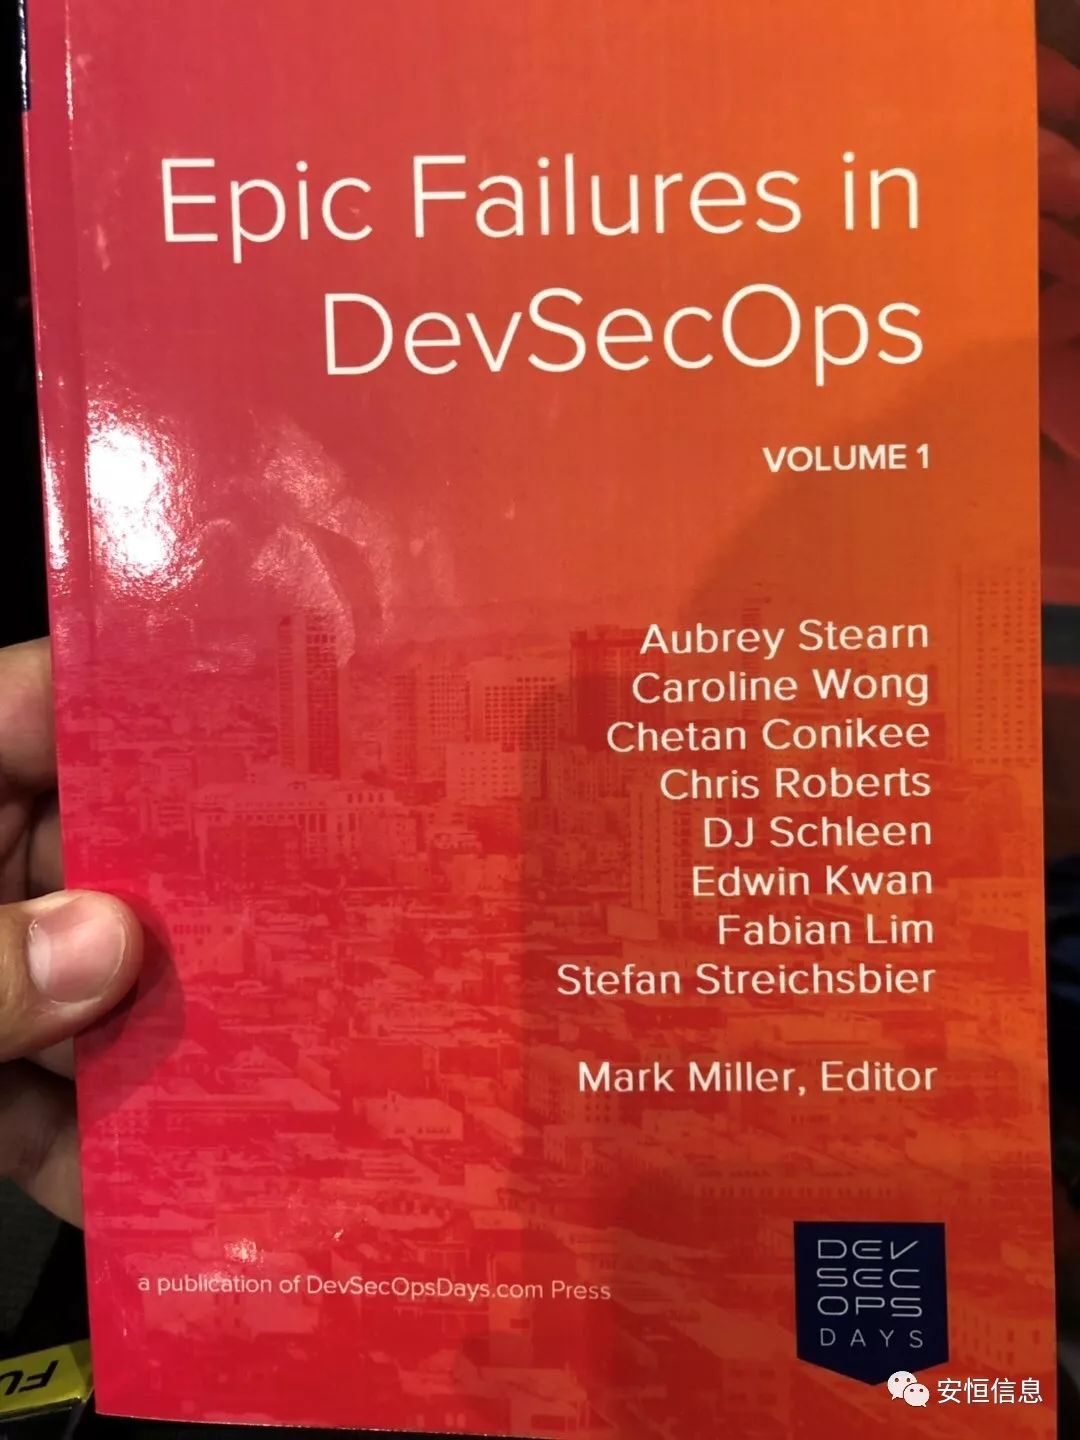 Epic Failures in
DevSecOps
VOLUME 1
Aubrey Stearn
Caroline Wong
Chetan Conikee
Chris Roberts
DJ Schleen
Edwin Kwan
Fabian Lim
Stefan Streichsbier
Mark Miller, Editor
a publication of DevSecOpsDays.com Press
DEV
SEC
OPS
DAYS
安恒信息